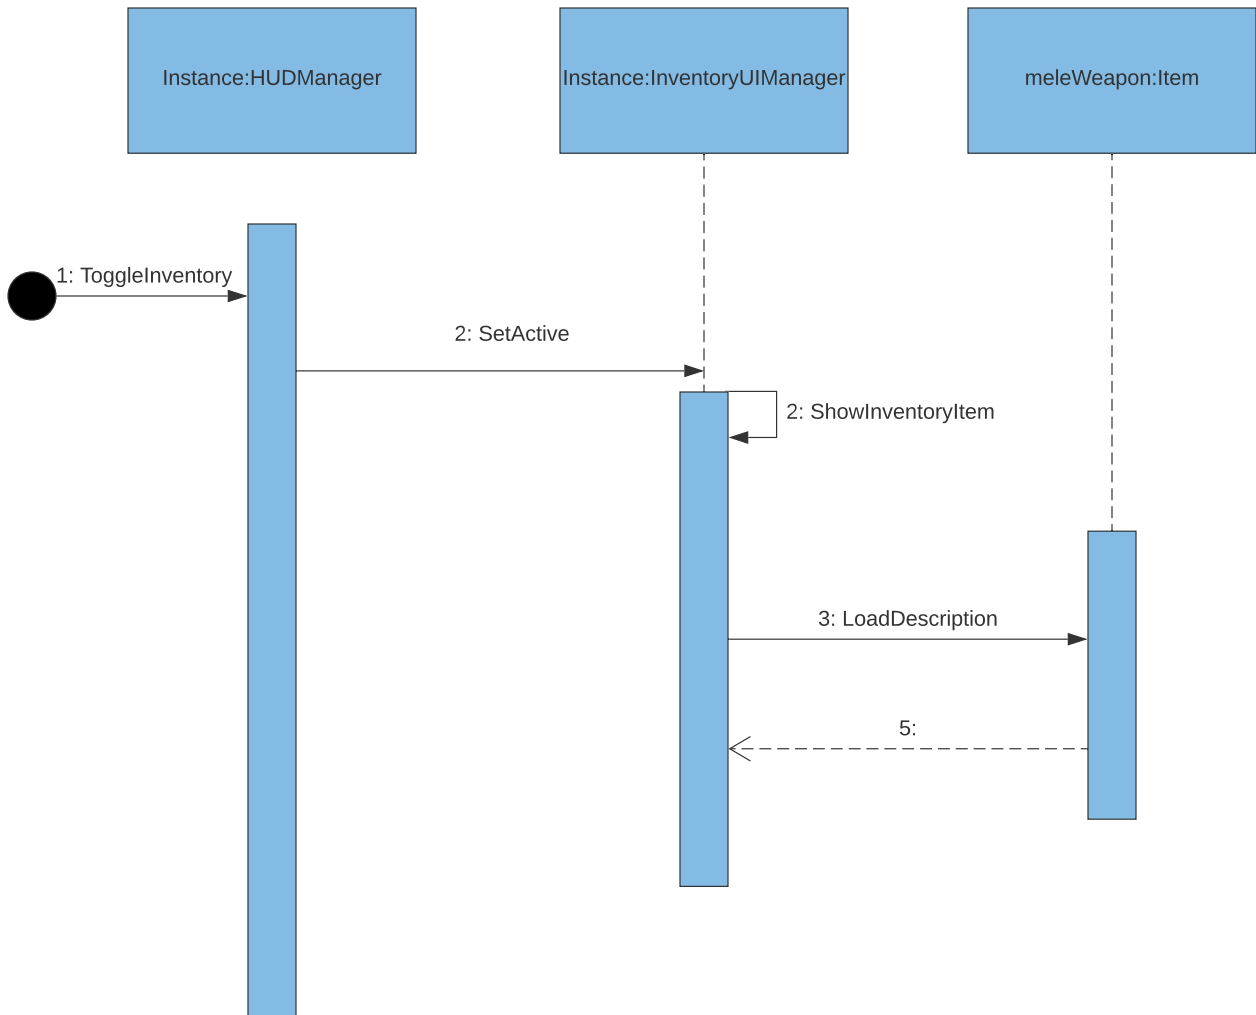 Instance:HUDManager
Instance:InventoryUIManager
meleWeapon:Item
1: ToggleInventory
2: SetActive
2: ShowInventoryItem
3: LoadDescription
5: